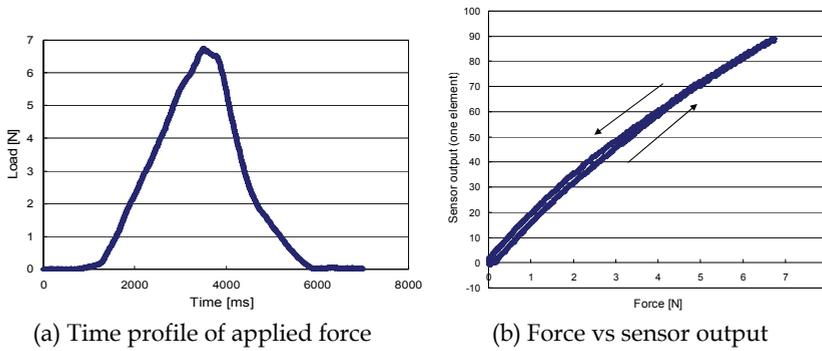 7
6
5
4
3
2
1
0
Load [N]
0 2000 4000 6000 8000
Time [ms]
(a) Time profile of applied force
100
90
80
70
60
50
40
30
20
10
0
-10
Sensor output (one element)
0 1 2 3 4 5 6 7
Force [N]
(b) Force vs sensor output